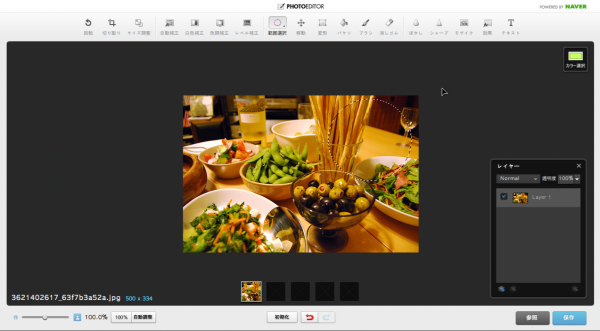 PHOTOEDITOR
POWERED BY NAVER
回転 切り取り サイズ調整 自動補正 白色補正 色調補正 レベル補正 範囲選択 移動 変形 バケツ ブラシ 消しゴム ぼかし シャープ モザイク 効果 テキスト
カラー選択
レイヤー
Normal 透明度 100%
Layer 1
3621402617_63f7b3a52a.jpg 500 x 334
100.0% 100% 自動調整 初期化 参照 保存